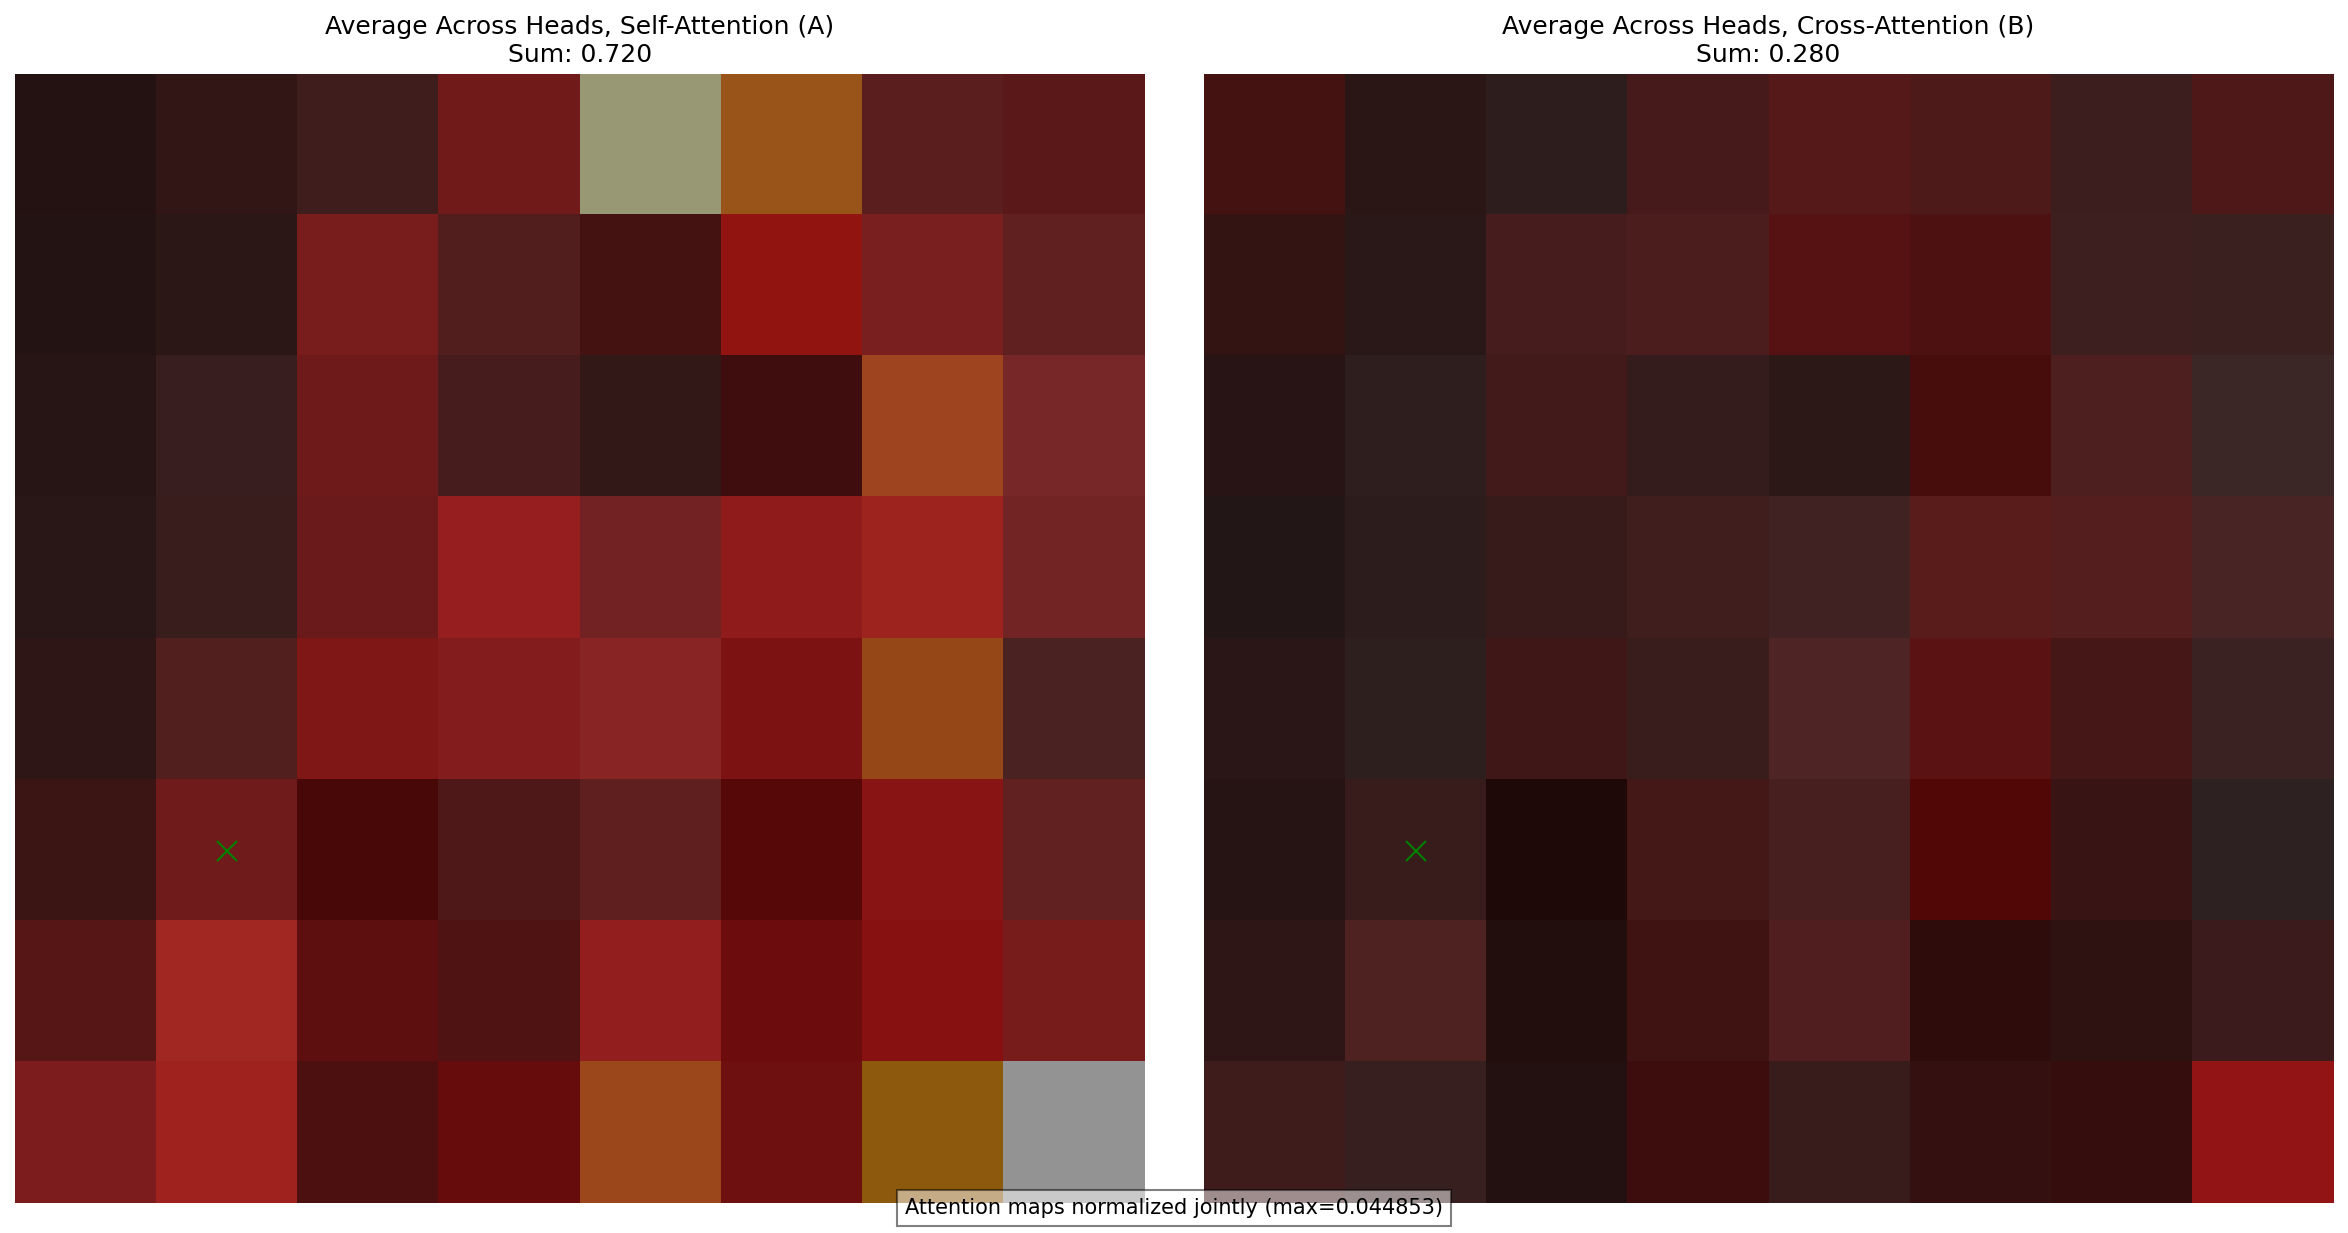 Average Across Heads, Self-Attention (A)
Sum: 0.720
Average Across Heads, Cross-Attention (B)
Sum: 0.280
Attention maps normalized jointly (max=0.044853)